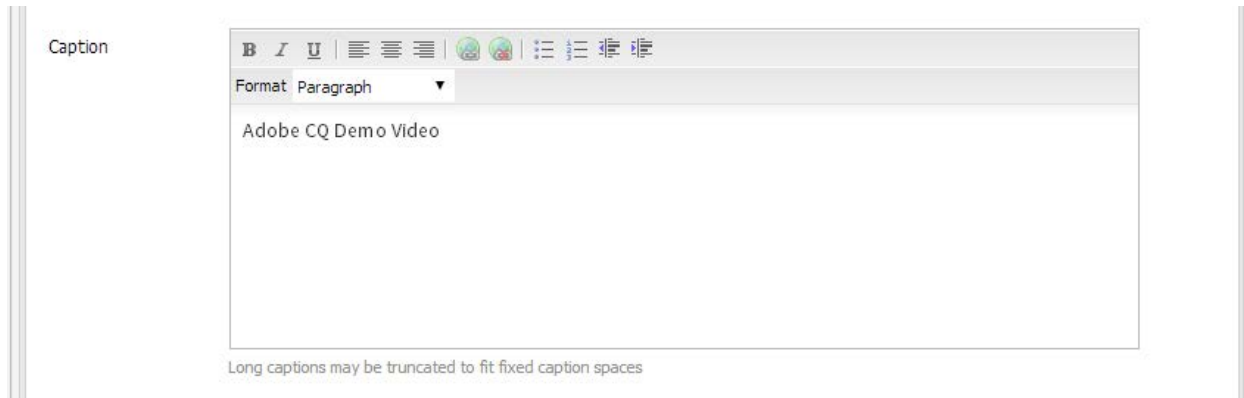 Caption
B I U
Format Paragraph
Adobe CQ Demo Video
Long captions may be truncated to fit fixed caption spaces